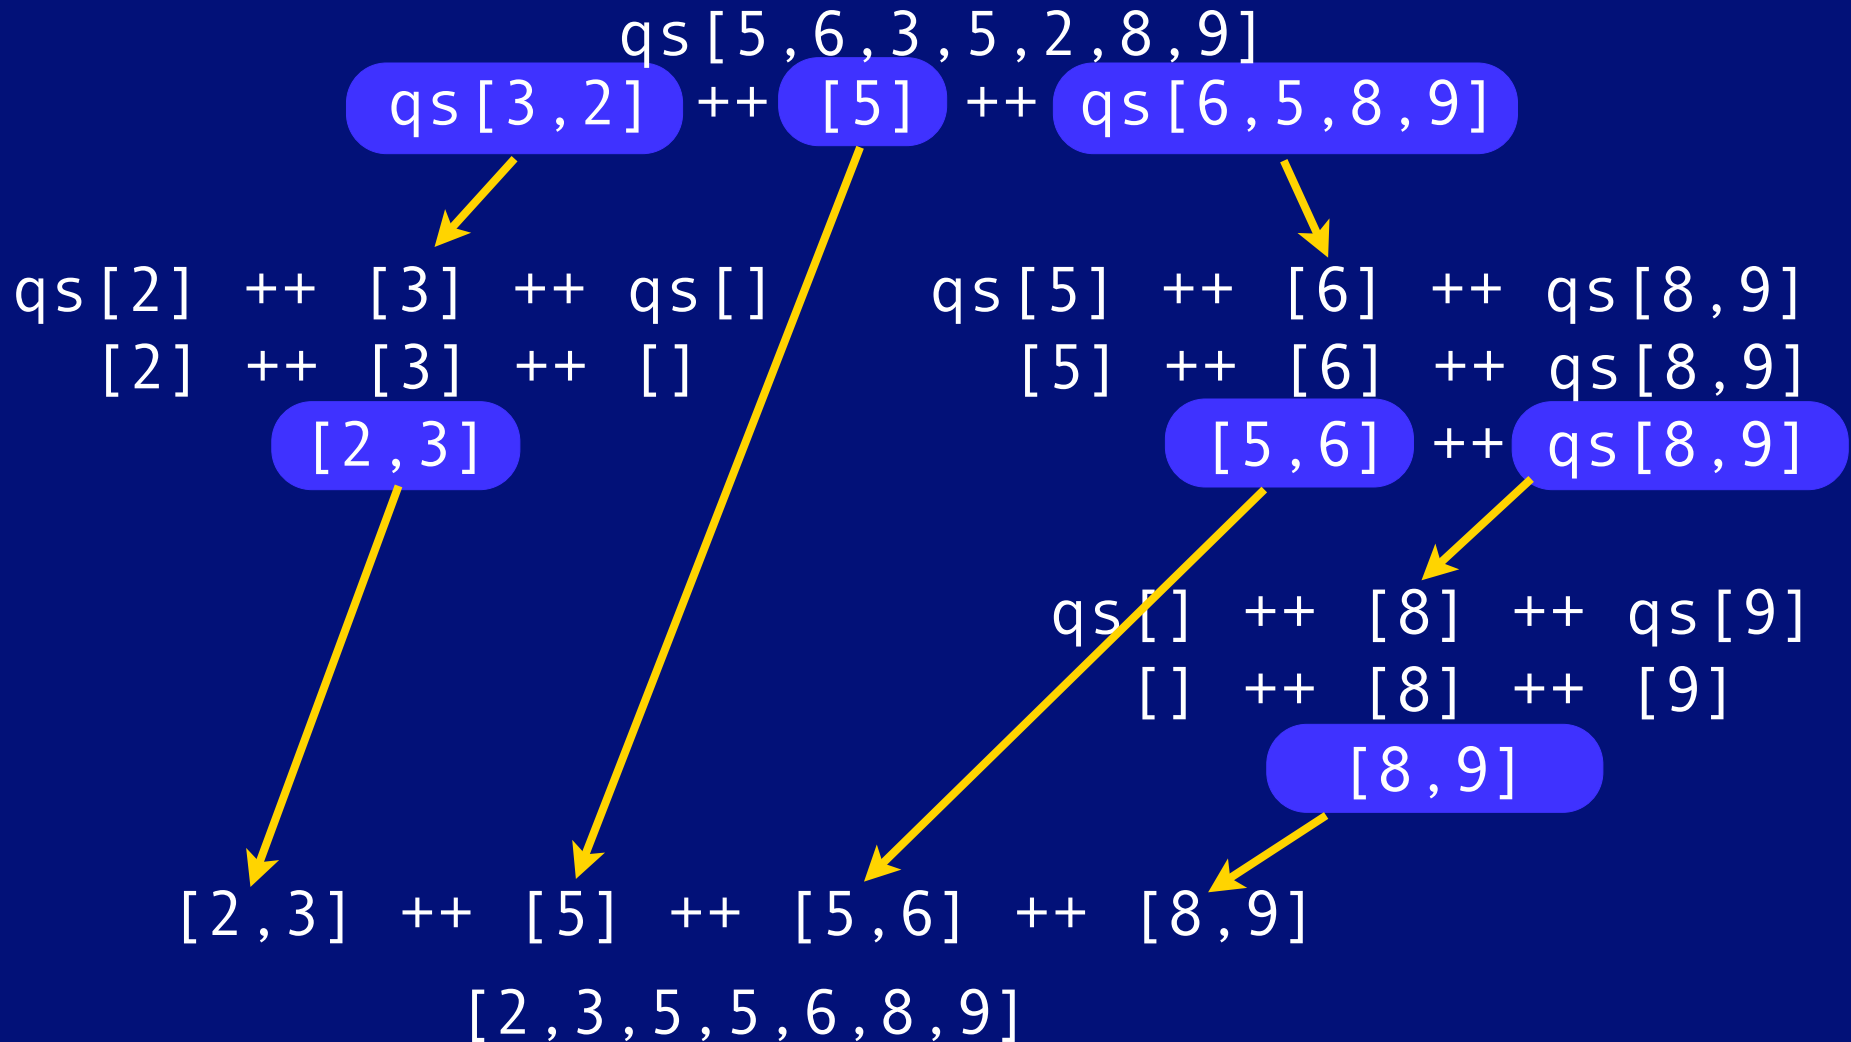 qs[5,6,3,5,2,8,9]
qs[3,2] ++ [5] ++ qs[6,5,8,9]
qs[2] ++ [3] ++ qs[]
[2] ++ [3] ++ []
[2,3]
qs[5] ++ [6] ++ qs[8,9]
[5] ++ [6] ++ qs[8,9]
[5,6] ++ qs[8,9]
qs[] ++ [8] ++ qs[9]
[] ++ [8] ++ [9]
[8,9]
[2,3] ++ [5] ++ [5,6] ++ [8,9]
[2,3,5,5,6,8,9]